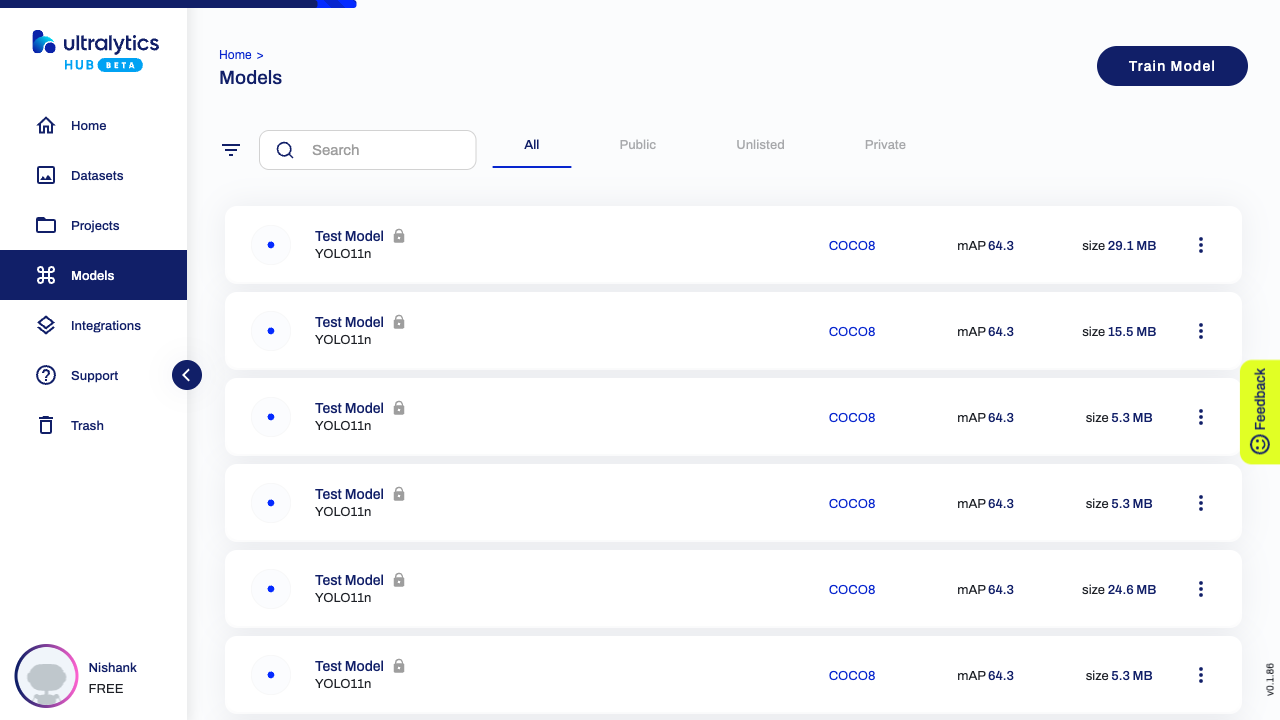 ultralytics
HUB BETA
Home
Datasets
Projects
Models
Integrations
Support
Trash
Nishank
FREE
Home >
Models
Train Model
Search
All
Public
Unlisted
Private
Test Model
YOLO11n
COCO8
mAP 64.3
size 29.1 MB
Test Model
YOLO11n
COCO8
mAP 64.3
size 15.5 MB
Test Model
YOLO11n
COCO8
mAP 64.3
size 5.3 MB
Test Model
YOLO11n
COCO8
mAP 64.3
size 5.3 MB
Test Model
YOLO11n
COCO8
mAP 64.3
size 24.6 MB
Test Model
YOLO11n
COCO8
mAP 64.3
size 5.3 MB
Feedback
v0.1.86